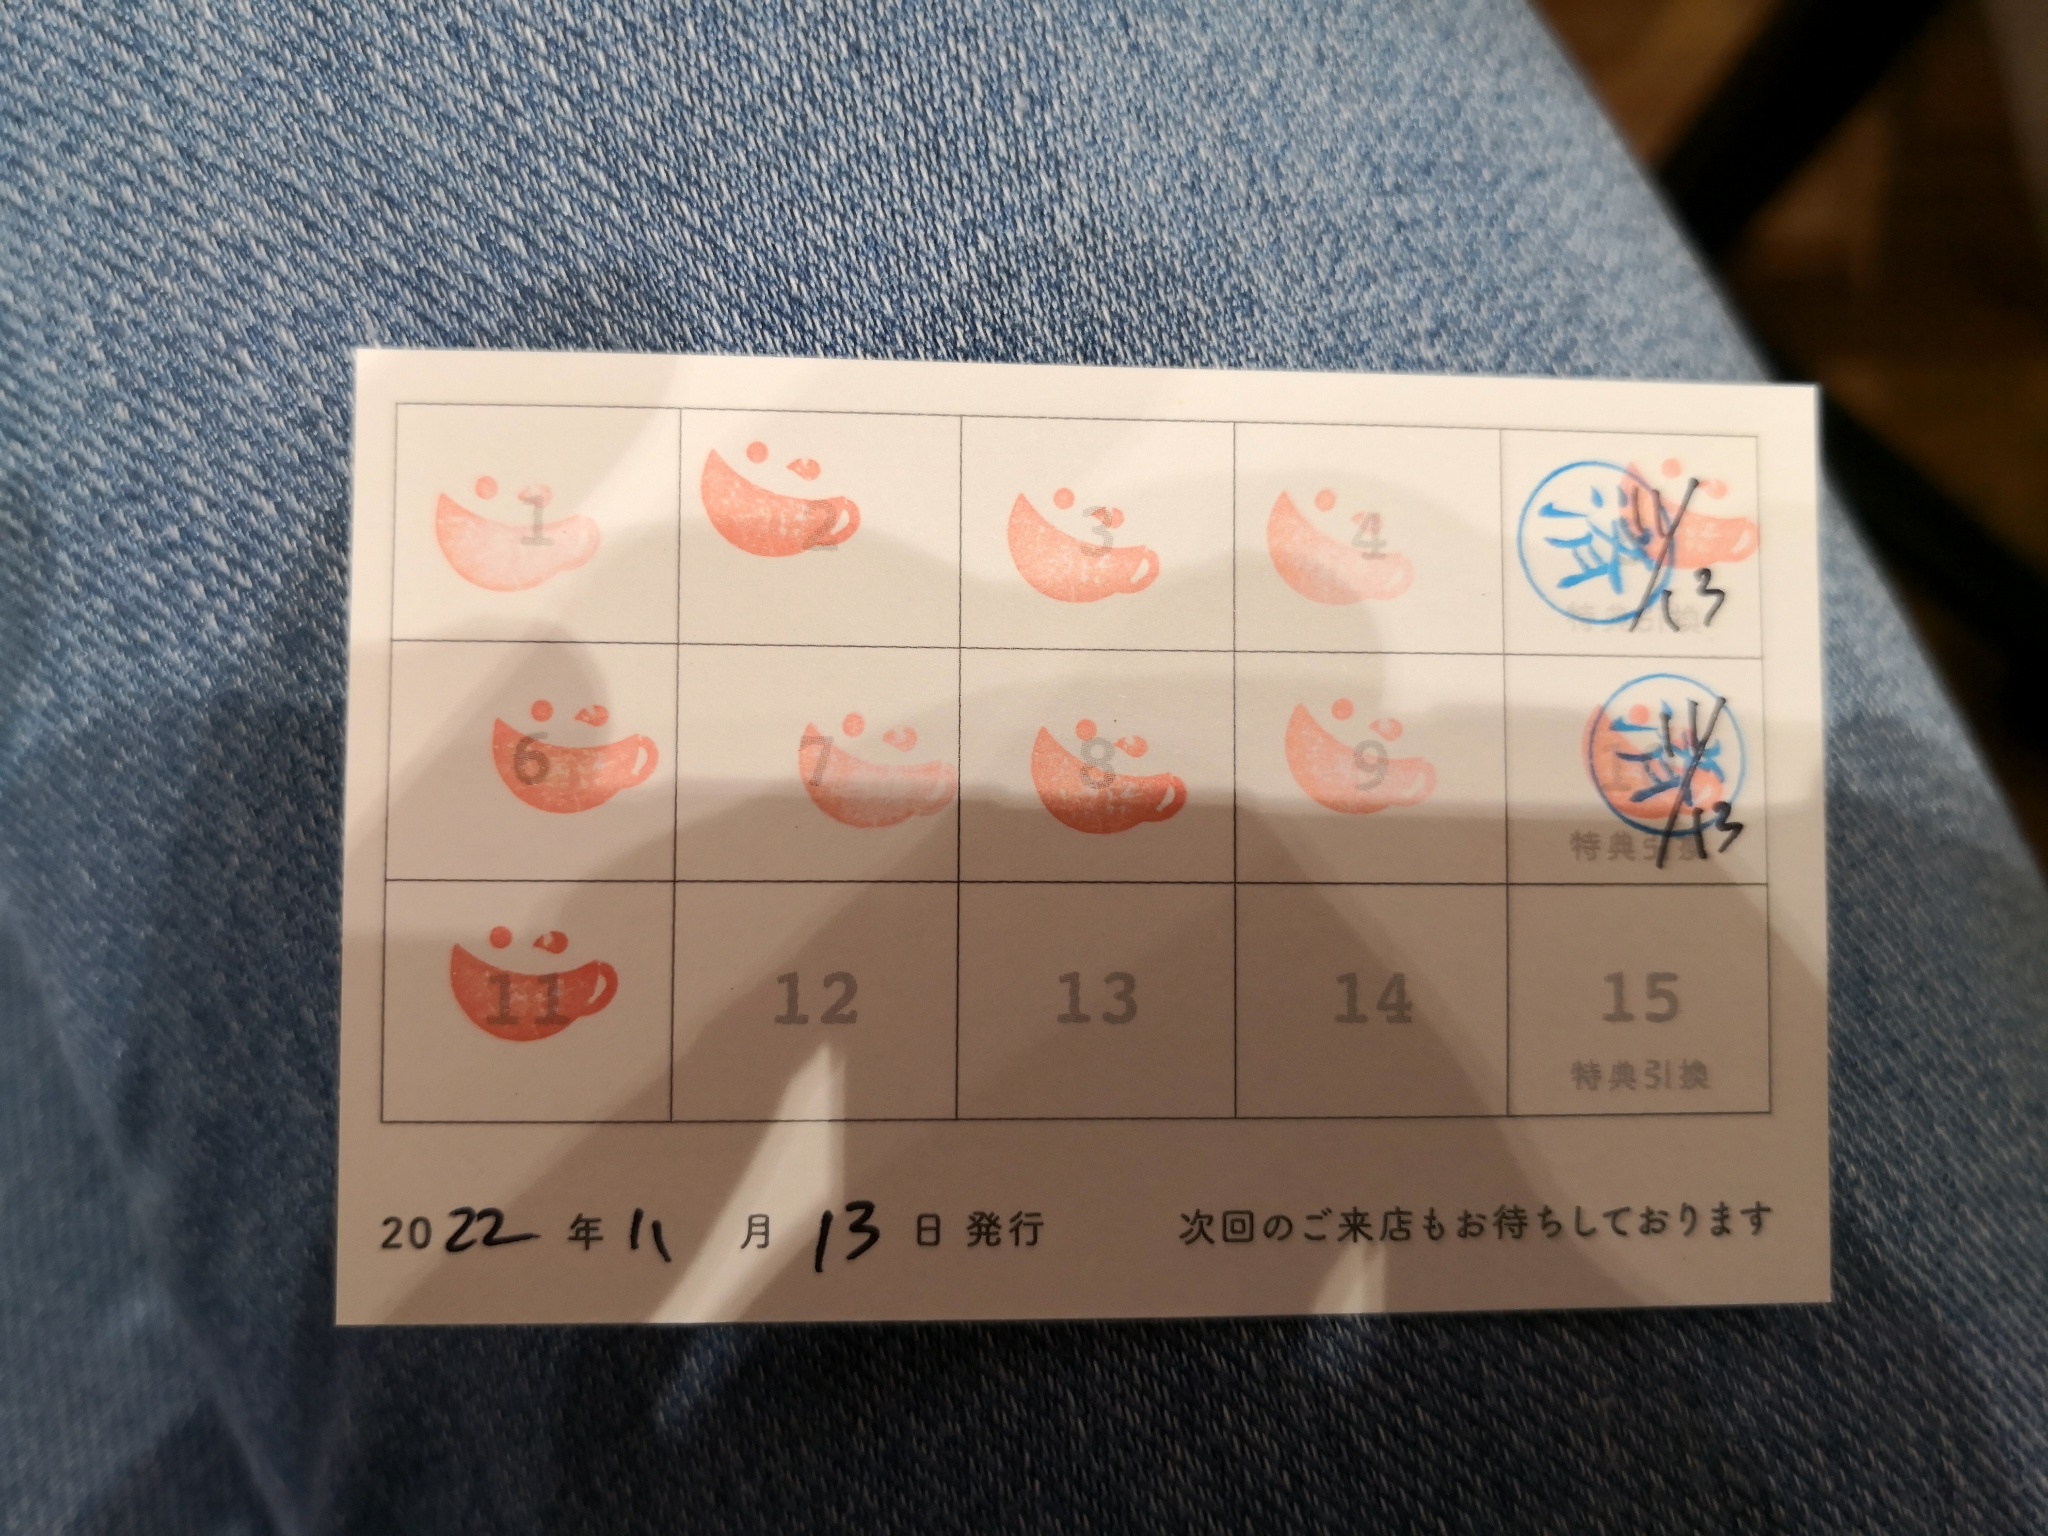 1 2 3 4 済 11/13
特典引換
6 7 8 9 済 11/13
特典引換
11 12 13 14 15
特典引換
2022年11月13日発行 次回のご来店もお待ちしております